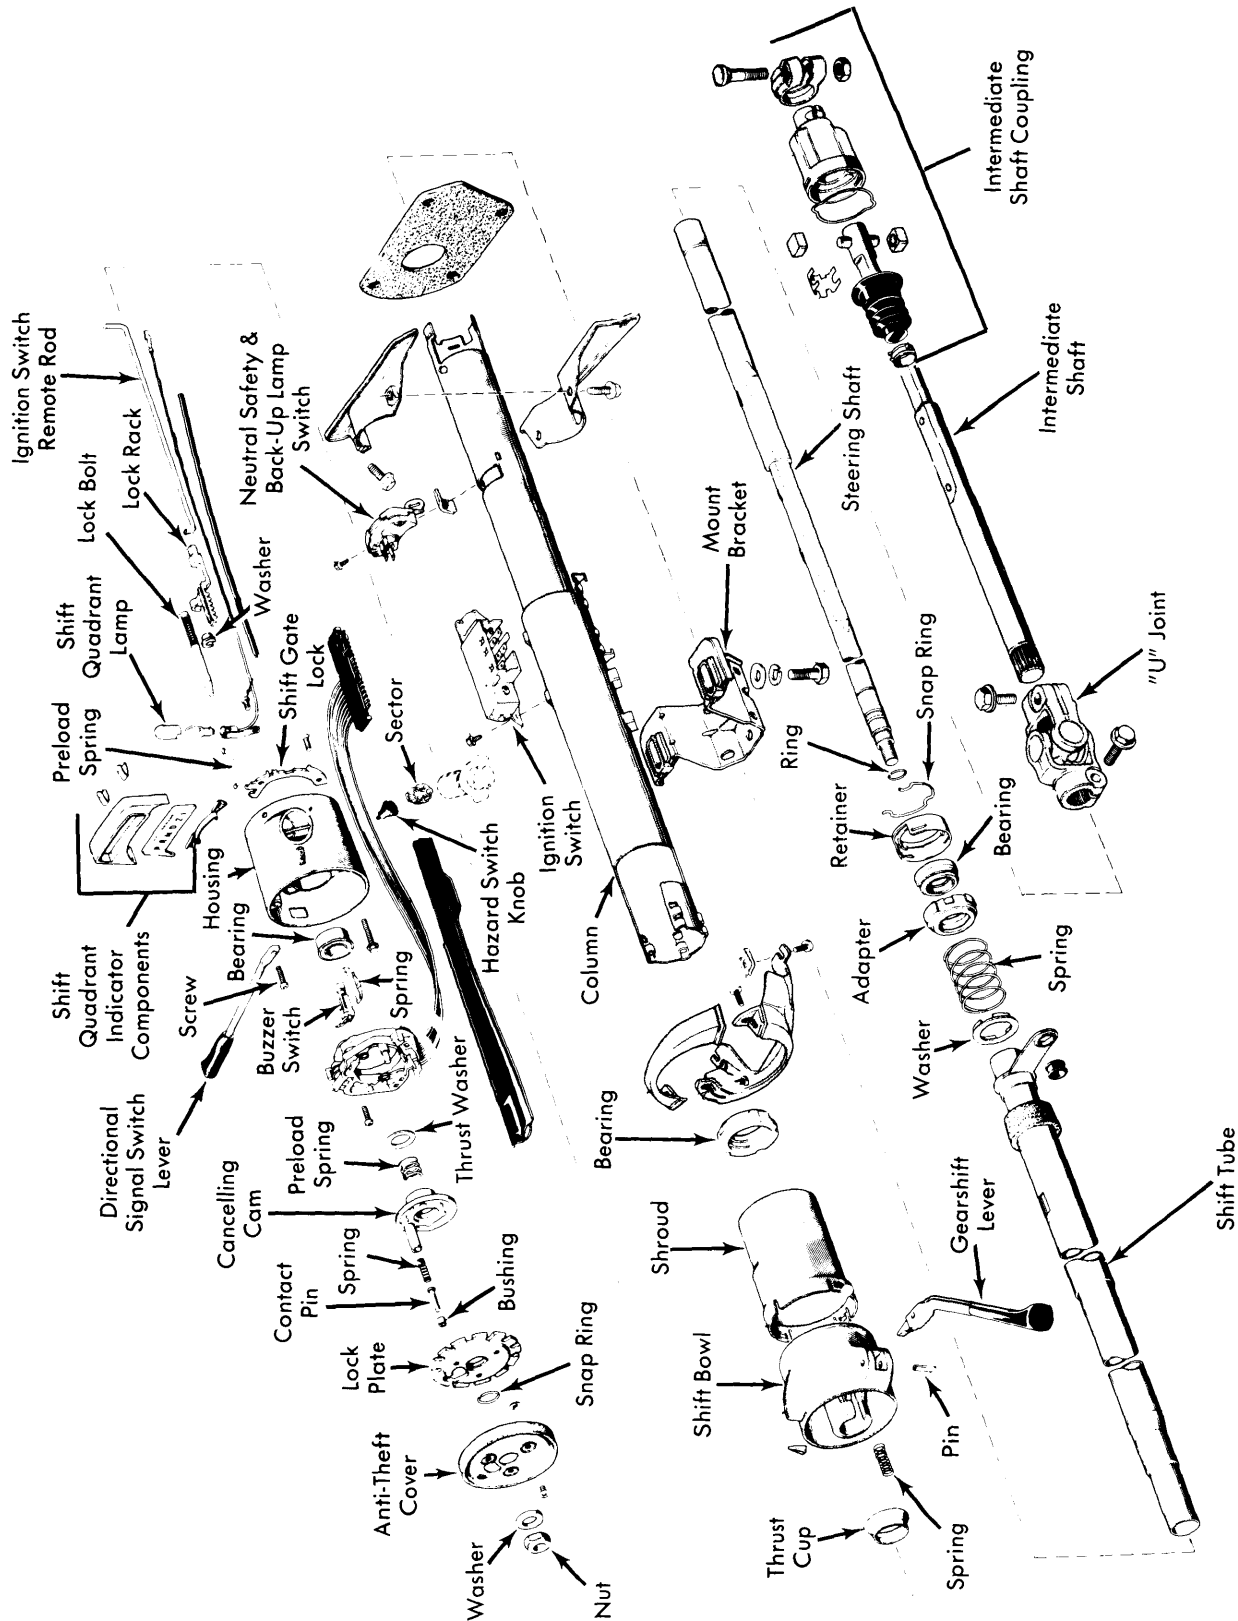 Ignition Switch
Remote Rod
Lock Rack
Lock Bolt
Shift
Quadrant
Lamp
Washer
Preload
Spring
Shift Gate
Lock
Neutral Safety &
Back-Up Lamp
Switch
Shift
Quadrant
Indicator
Components
Housing
Bearing
Screw
Buzzer
Switch
Spring
Directional
Signal Switch
Lever
Sector
Hazard Switch
Knob
Ignition
Switch
Thrust Washer
Preload
Spring
Cancelling
Cam
Spring
Contact
Pin
Bushing
Lock
Plate
Snap Ring
Anti-Theft
Cover
Washer
Nut
Column
Mount
Bracket
Bearing
Shroud
Shift Bowl
Gearshift
Lever
Pin
Thrust
Cup
Spring
Steering Shaft
Snap Ring
Ring
Retainer
Bearing
Adapter
Spring
Washer
Shift Tube
Intermediate
Shaft Coupling
Intermediate
Shaft
"U" Joint